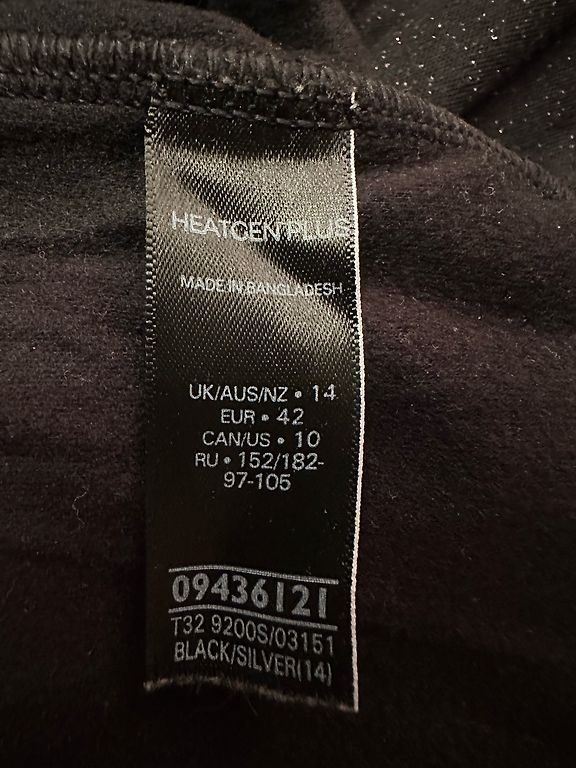 HEATGEN PLUS
MADE IN BANGLADESH
UK/AUS/NZ • 14
EUR • 42
CAN/US • 10
RU • 152/182-
97-105
09436121
T32 9200S/03151
BLACK/SILVER(14)